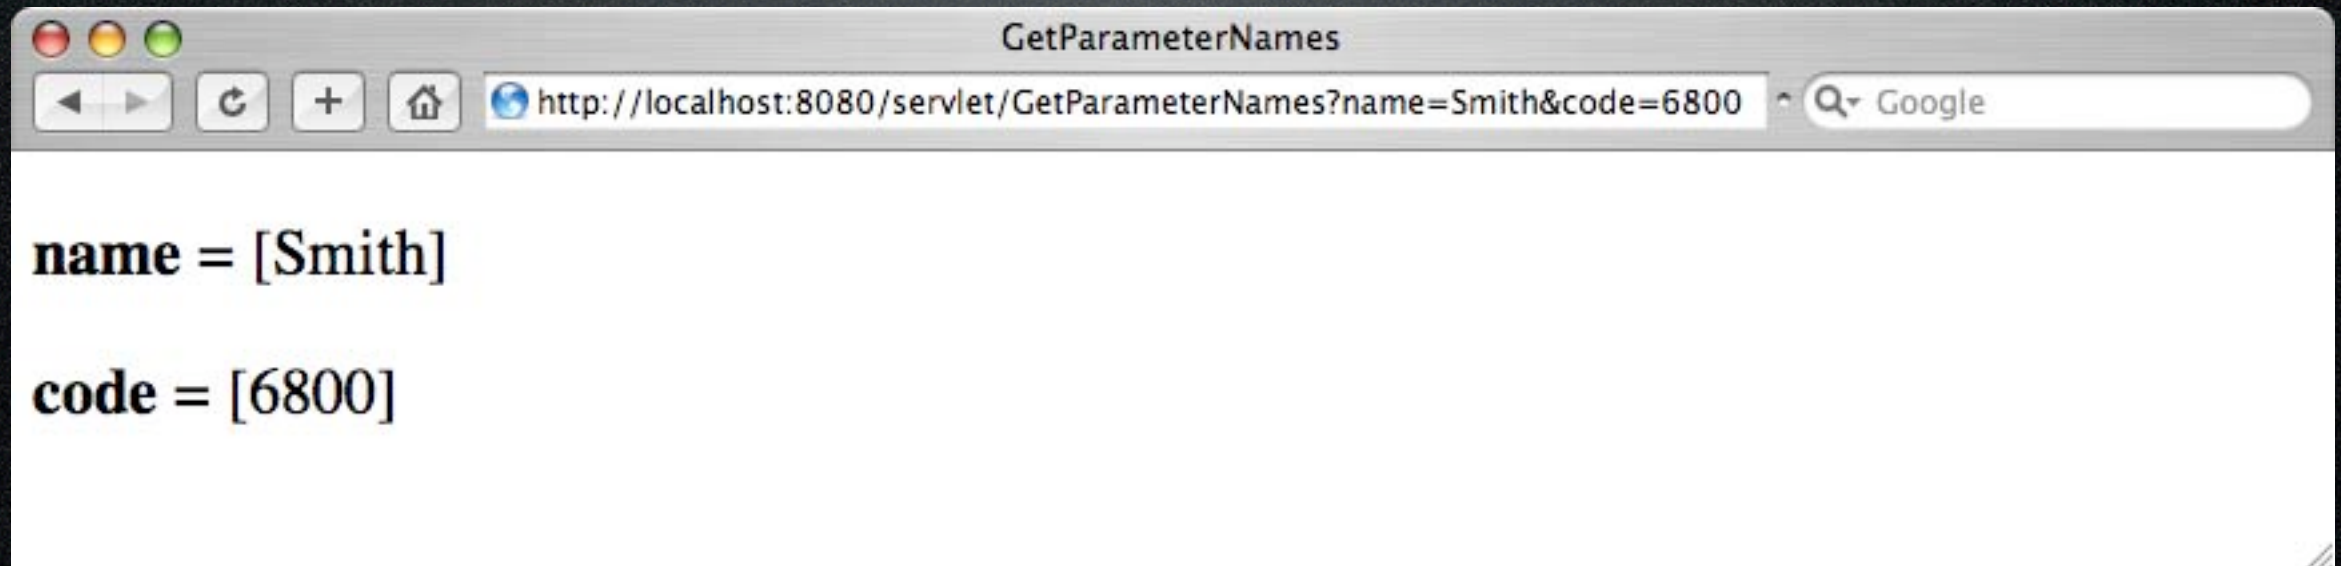 GetParameterNames
http://localhost:8080/servlet/GetParameterNames?name=Smith&code=6800
Google
name = [Smith]
code = [6800]